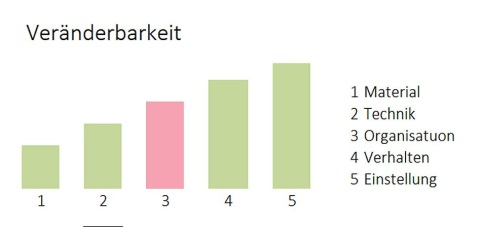 Veränderbarkeit
1 Material
2 Technik
3 Organisatuon
4 Verhalten
5 Einstellung
1 2 3 4 5